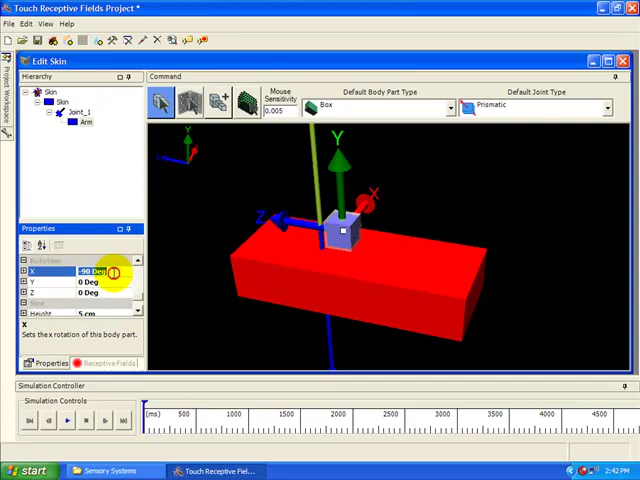 Touch Receptive Fields Project *
File Edit View Help
Edit Skin
Hierarchy
Command
Skin
Skin
Joint_1
Arm
Mouse Sensitivity
0.005
Default Body Part Type
Box
Default Joint Type
Prismatic
Project Workspace
Y
X
Z
Y
Properties
Rotation
X -90 Deg
Y 0 Deg
Z 0 Deg
Size
Height 5 cm
X
Sets the x rotation of this body part.
Properties
Receptive Fields
Simulation Controller
Simulation Controls
(ms) 500 1000 1500 2000 2500 3000 3500 4000 4500
start
Sensory Systems
Touch Receptive Fiel...
2:42 PM